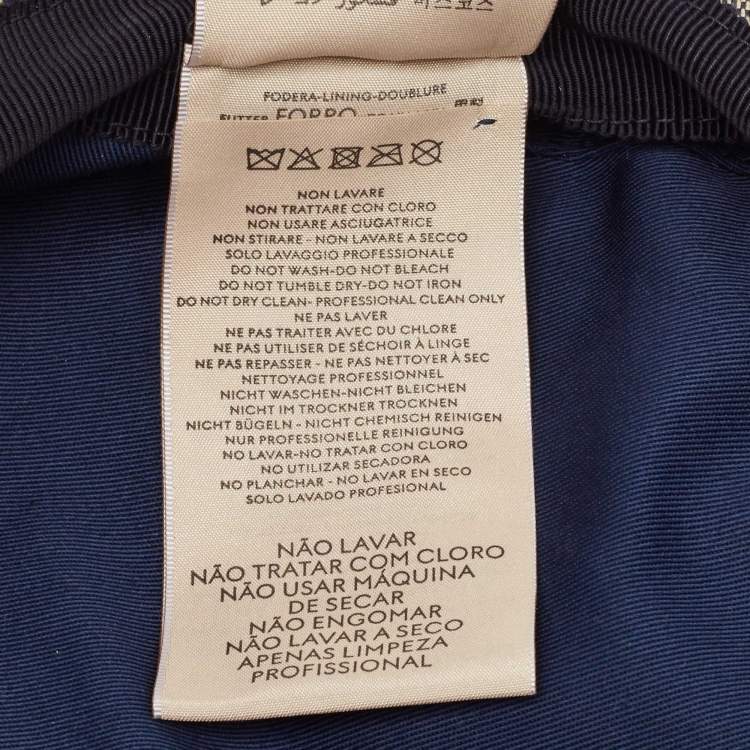 비스코스
FODERA-LINING-DOUBLURE
FUTTER FORRO
NON LAVARE
NON TRATTARE CON CLORO
NON USARE ASCIUGATRICE
NON STIRARE - NON LAVARE A SECCO
SOLO LAVAGGIO PROFESSIONALE
DO NOT WASH-DO NOT BLEACH
DO NOT TUMBLE DRY-DO NOT IRON
DO NOT DRY CLEAN- PROFESSIONAL CLEAN ONLY
NE PAS LAVER
NE PAS TRAITER AVEC DU CHLORE
NE PAS UTILISER DE SÉCHOIR À LINGE
NE PAS REPASSER - NE PAS NETTOYER À SEC
NETTOYAGE PROFESSIONNEL
NICHT WASCHEN-NICHT BLEICHEN
NICHT IM TROCKNER TROCKNEN
NICHT BÜGELN - NICHT CHEMISCH REINIGEN
NUR PROFESSIONELLE REINIGUNG
NO LAVAR-NO TRATAR CON CLORO
NO UTILIZAR SECADORA
NO PLANCHAR - NO LAVAR EN SECO
SOLO LAVADO PROFESIONAL
NÃO LAVAR
NÃO TRATAR COM CLORO
NÃO USAR MÁQUINA
DE SECAR
NÃO ENGOMAR
NÃO LAVAR A SECO
APENAS LIMPEZA
PROFISSIONAL